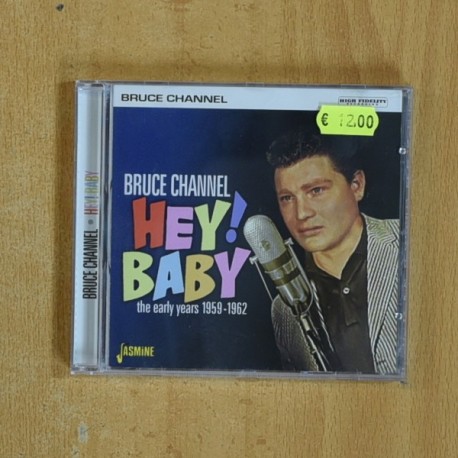 BRUCE CHANNEL
HIGH FIDELITY
€ 12.00
BRUCE CHANNEL
HEY!
BABY
the early years 1959-1962
JASMINE
BRUCE CHANNEL • HEY! BABY